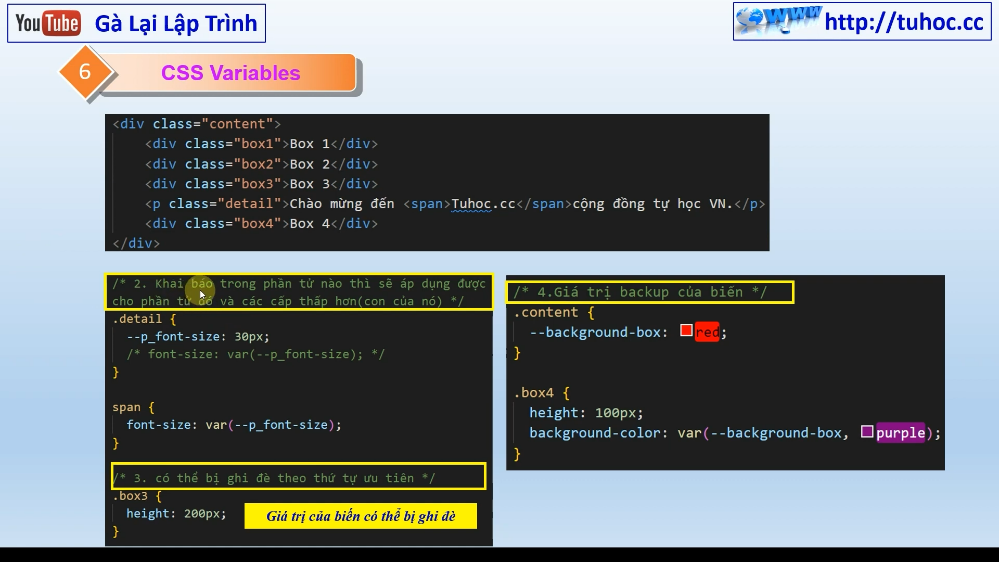 YouTube Gà Lại Lập Trình
www http://tuhoc.cc
6 CSS Variables
<div class="content">
<div class="box1">Box 1</div>
<div class="box2">Box 2</div>
<div class="box3">Box 3</div>
<p class="detail">Chào mừng đến <span>Tuhoc.cc</span>cộng đồng tự học VN.</p>
<div class="box4">Box 4</div>
</div>
/* 2. Khai báo trong phần tử nào thì sẽ áp dụng được
cho phần tử đó và các cấp thấp hơn(con của nó) */
.detail {
--p_font-size: 30px;
/* font-size: var(--p_font-size); */
}
span {
font-size: var(--p_font-size);
}
/* 3. có thể bị ghi đè theo thứ tự ưu tiên */
.box3 {
height: 200px;
}
Giá trị của biến có thể bị ghi đè
/* 4.Giá trị backup của biến */
.content {
--background-box: red;
}
.box4 {
height: 100px;
background-color: var(--background-box, purple);
}